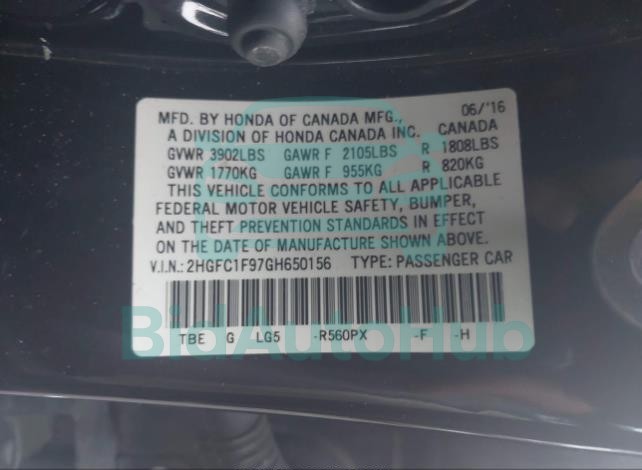 MFD. BY HONDA OF CANADA MFG., 06/'16
A DIVISION OF HONDA CANADA INC. CANADA
GVWR 3902LBS GAWR F 2105LBS R 1808LBS
GVWR 1770KG GAWR F 955KG R 820KG
THIS VEHICLE CONFORMS TO ALL APPLICABLE
FEDERAL MOTOR VEHICLE SAFETY, BUMPER,
AND THEFT PREVENTION STANDARDS IN EFFECT
ON THE DATE OF MANUFACTURE SHOWN ABOVE.
V.I.N.: 2HGFC1F97GH650156 TYPE: PASSENGER CAR
TBE G LG5 -R560PX -F -H
BidAutoHub